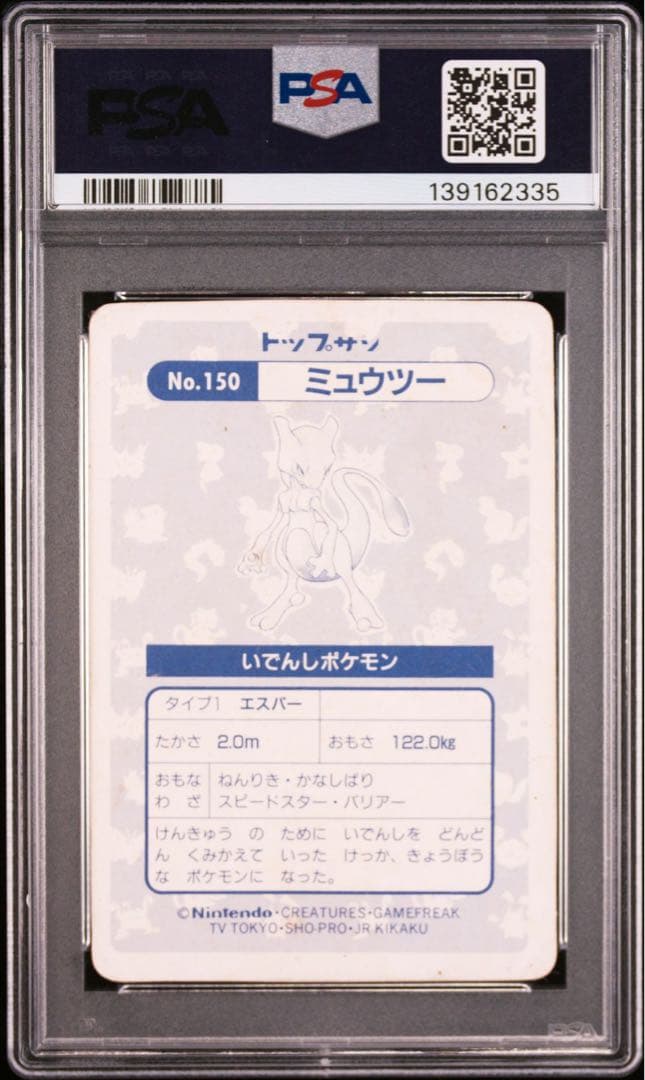 PSA
PSA
139162335
トップサン
No.150 ミュウツー
いでんしポケモン
タイプ1 エスパー
たかさ 2.0m おもさ 122.0kg
おもな ねんりき・かなしばり
わ ざ スピードスター・バリアー
けんきゅう の ために いでんしを どんど
ん くみかえて いった けっか、きょうぼう
な ポケモンに なった。
©Nintendo・CREATURES・GAMEFREAK
TV TOKYO・SHO-PRO・JR KIKAKU
PSA